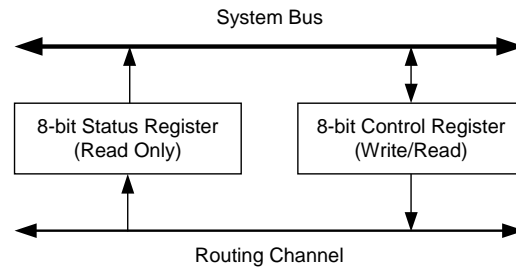 System Bus
8-bit Status Register
(Read Only)
8-bit Control Register
(Write/Read)
Routing Channel